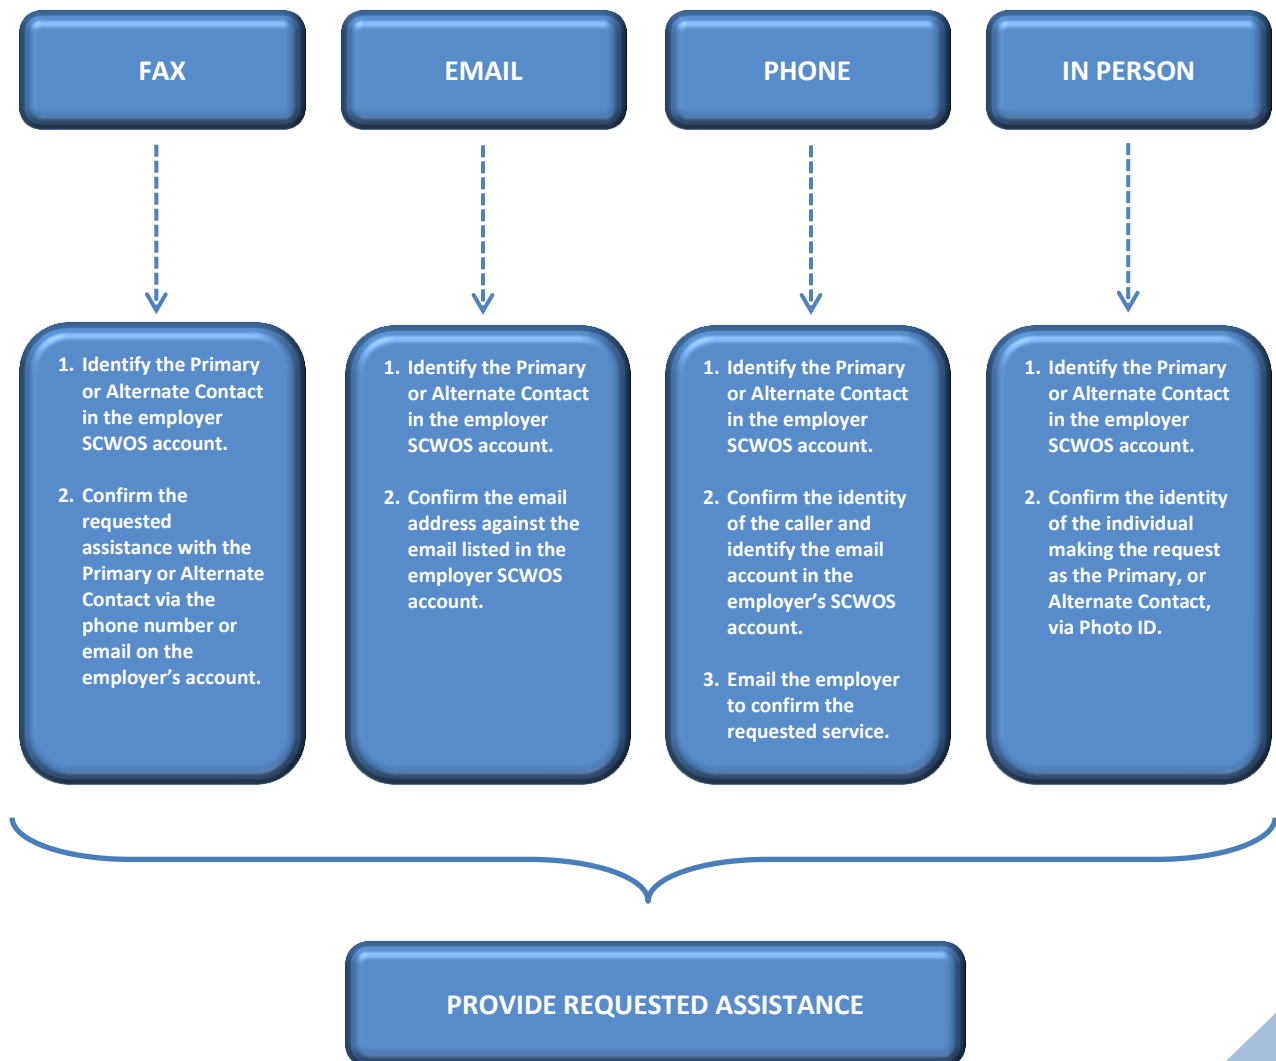 FAX
EMAIL
PHONE
IN PERSON
1. Identify the Primary
or Alternate Contact
in the employer
SCWOS account.
2. Confirm the
requested
assistance with the
Primary or Alternate
Contact via the
phone number or
email on the
employer’s account.
1. Identify the Primary
or Alternate Contact
in the employer
SCWOS account.
2. Confirm the email
address against the
email listed in the
employer SCWOS
account.
1. Identify the Primary
or Alternate Contact
in the employer
SCWOS account.
2. Confirm the identity
of the caller and
identify the email
account in the
employer’s SCWOS
account.
3. Email the employer
to confirm the
requested service.
1. Identify the Primary
or Alternate Contact
in the employer
SCWOS account.
2. Confirm the identity
of the individual
making the request
as the Primary, or
Alternate Contact,
via Photo ID.
PROVIDE REQUESTED ASSISTANCE